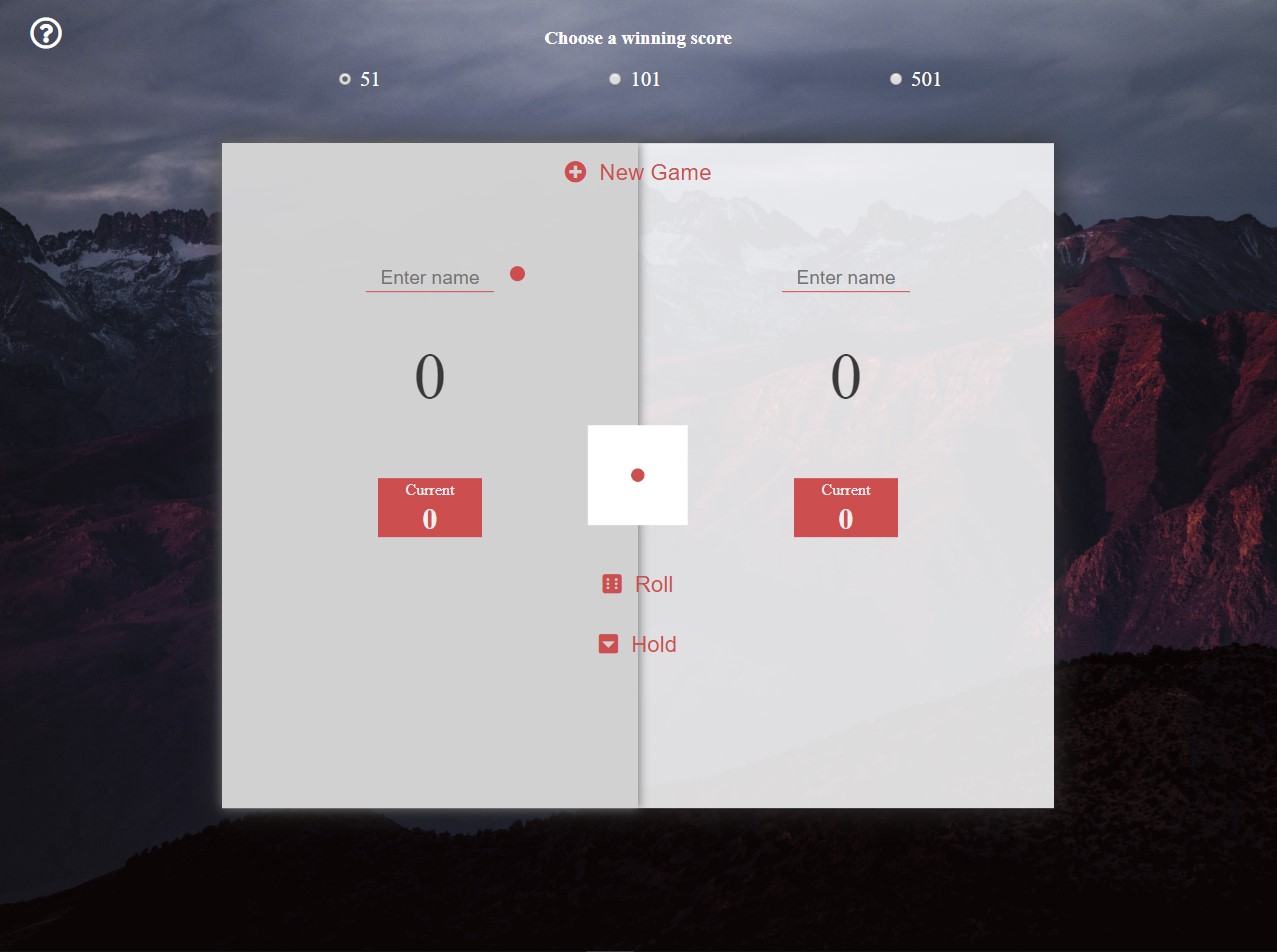 Choose a winning score
51 101 501
New Game
Enter name Enter name
0 0
Current Current
0 0
Roll
Hold